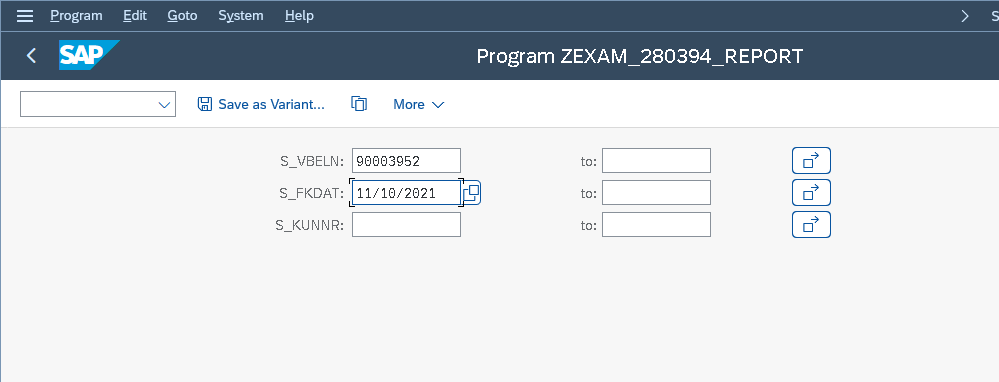 Program Edit Goto System Help S
SAP Program ZEXAM_280394_REPORT
Save as Variant... More
S_VBELN: 90003952 to:
S_FKDAT: 11/10/2021 to:
S_KUNNR: to: